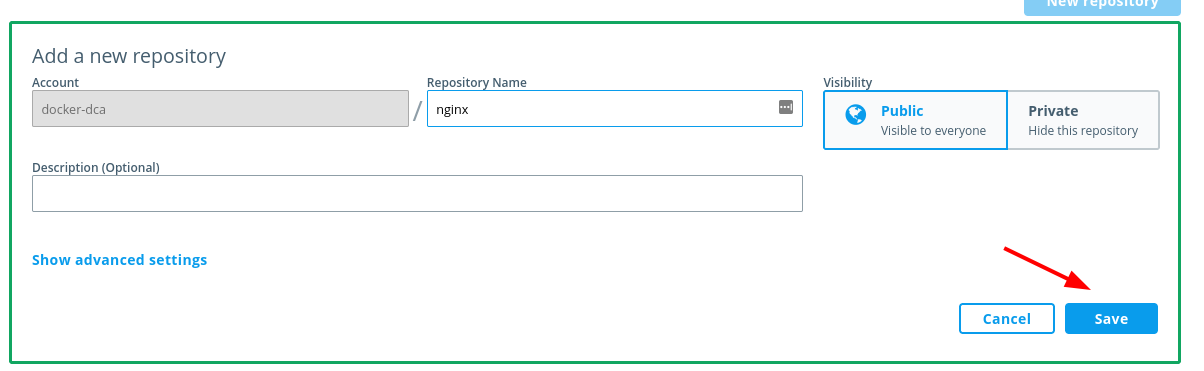 New repository
Add a new repository
Account
Repository Name
Visibility
docker-dca / nginx
Public
Visible to everyone
Private
Hide this repository
Description (Optional)
Show advanced settings
Cancel
Save